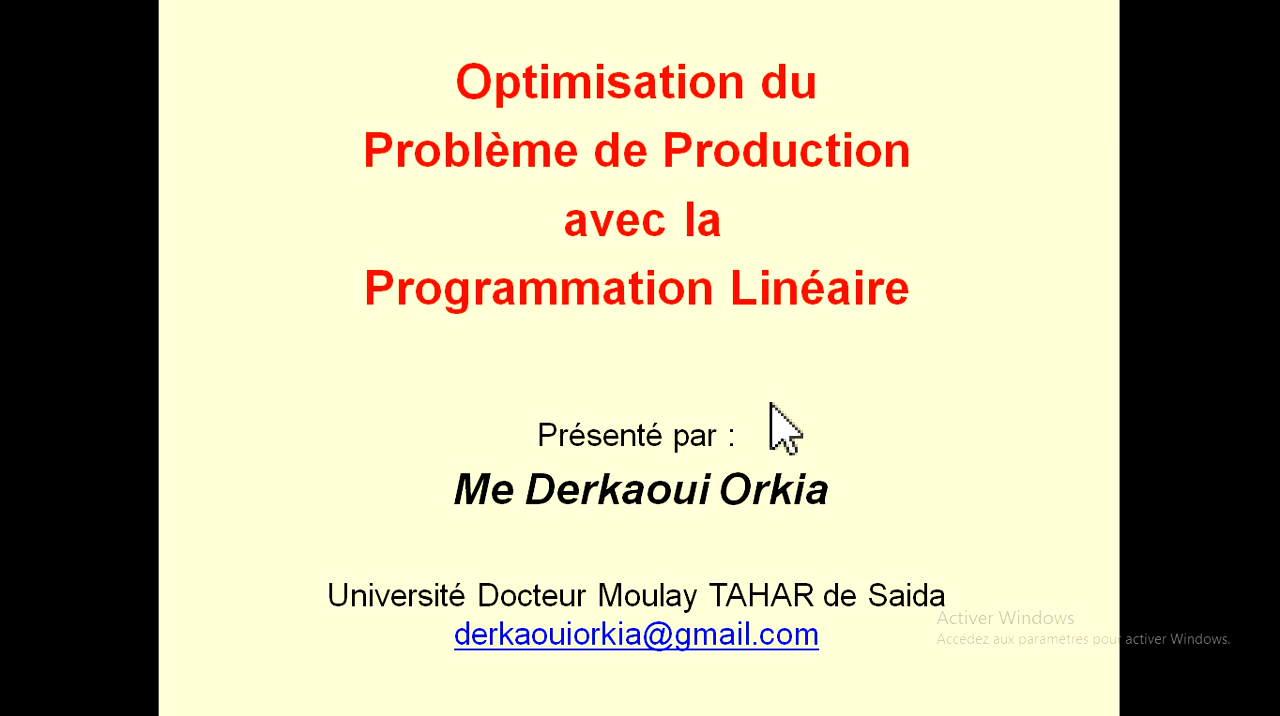 Optimisation du
Problème de Production
avec la
Programmation Linéaire
Présenté par :
Me Derkaoui Orkia
Université Docteur Moulay TAHAR de Saida
derkaouiorkia@gmail.com
Activer Windows
Accédez aux paramètres pour activer Windows.